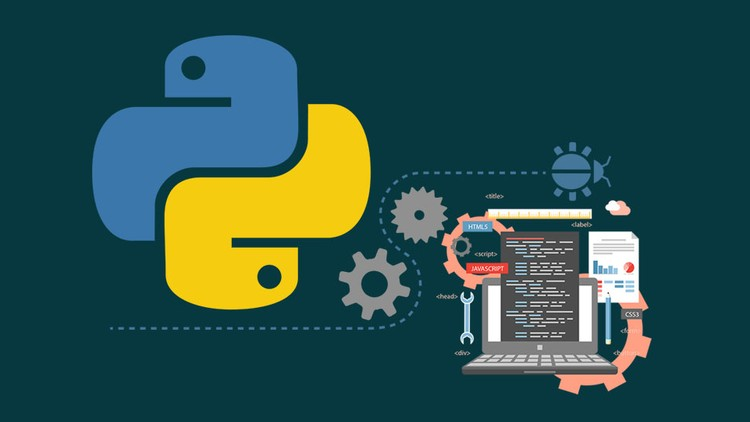 <title>
<label>
HTML5
<script>
JAVASCRIPT
<head>
CSS3
<div>